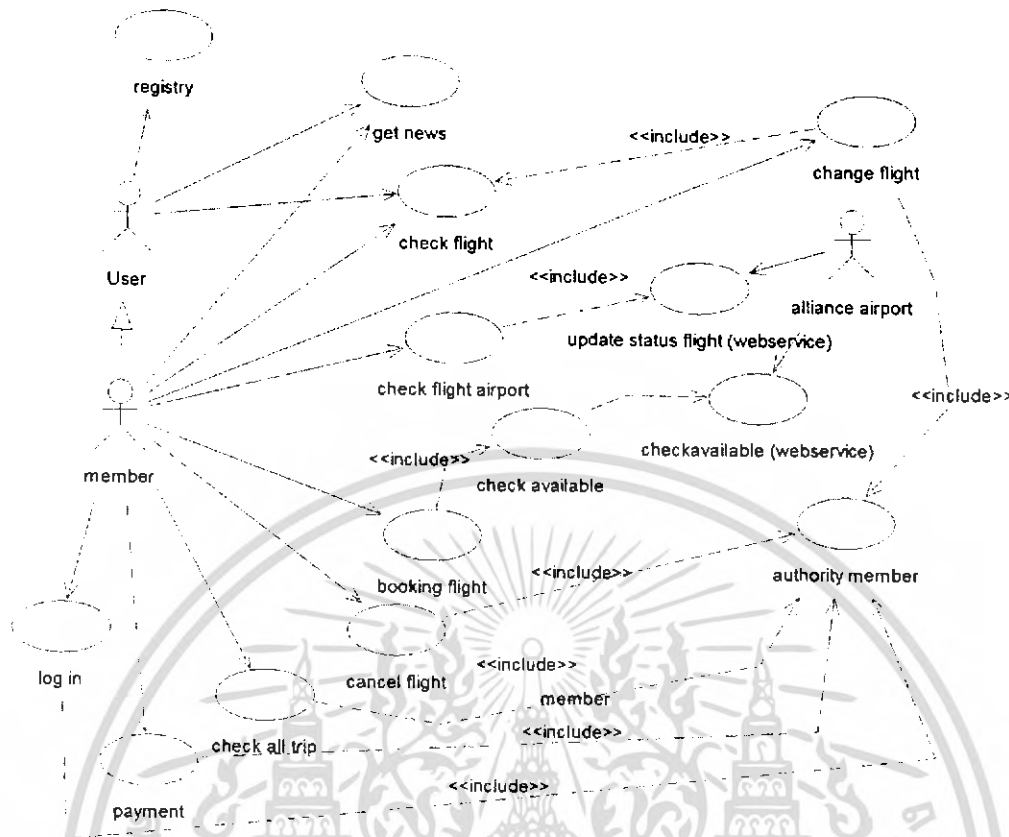 registry
get news
<<include>>
change flight
check flight
User
<<include>>
alliance airport
update status flight (webservice)
check flight airport
<<include>>
checkavailable (webservice)
<<include>>
member
check available
booking flight
<<include>>
authority member
log in
cancel flight
<<include>>
member
check all trip
<<include>>
payment
<<include>>